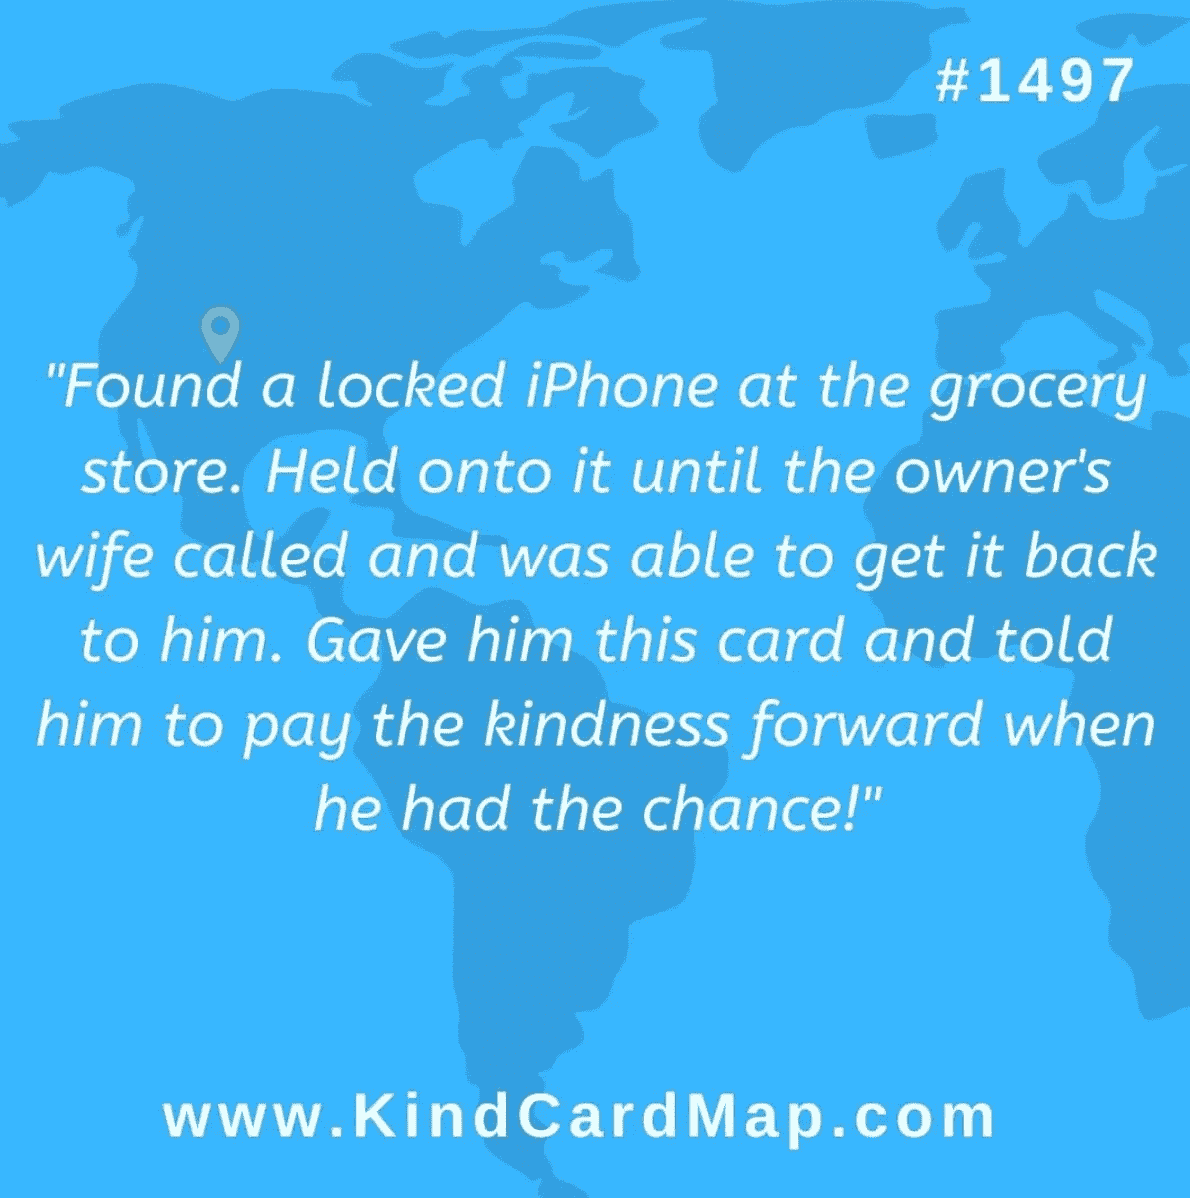 #1497
"Found a locked iPhone at the grocery
store. Held onto it until the owner's
wife called and was able to get it back
to him. Gave him this card and told
him to pay the kindness forward when
he had the chance!"
www.KindCardMap.com